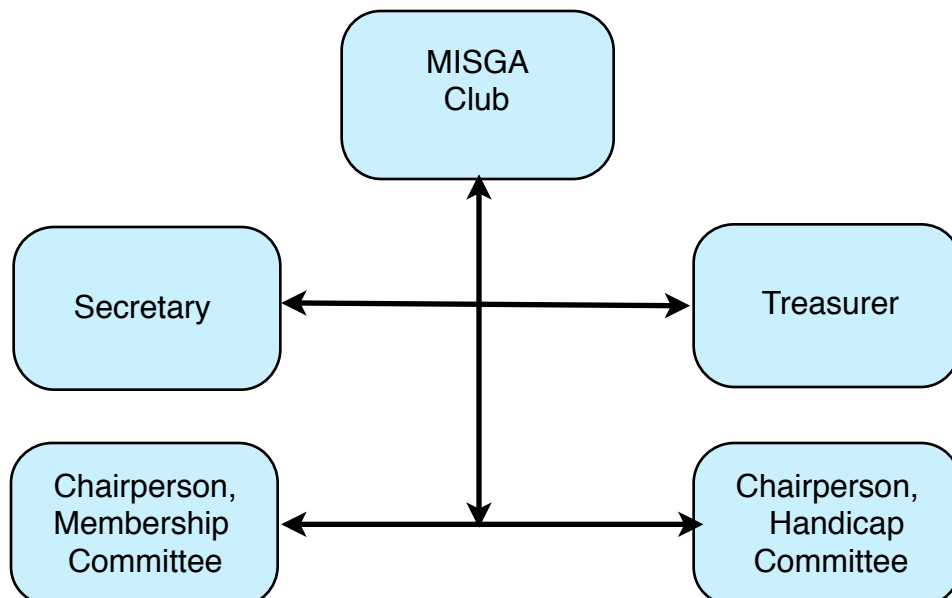 MISGA
Club
Secretary
Treasurer
Chairperson,
Membership
Committee
Chairperson,
Handicap
Committee